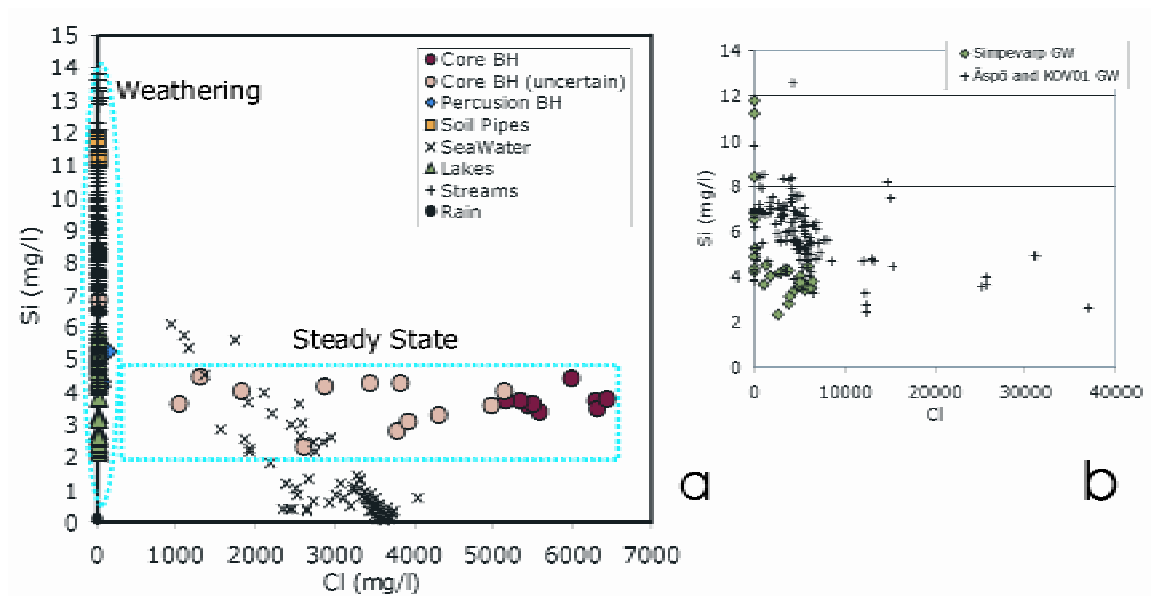 15
14
13
12
11
10
9
8
7
6
5
4
3
2
1
0
Si (mg/l)
Weathering
Core BH
Core BH (uncertain)
Percusion BH
Soil Pipes
SeaWater
Lakes
Streams
Rain
Steady State
0 1000 2000 3000 4000 5000 6000 7000
Cl (mg/l)
a
14
12
10
8
6
4
2
0
Si (mg/l)
Simpevarp GW
Äspö and KOV01 GW
0 10000 20000 30000 40000
Cl
b